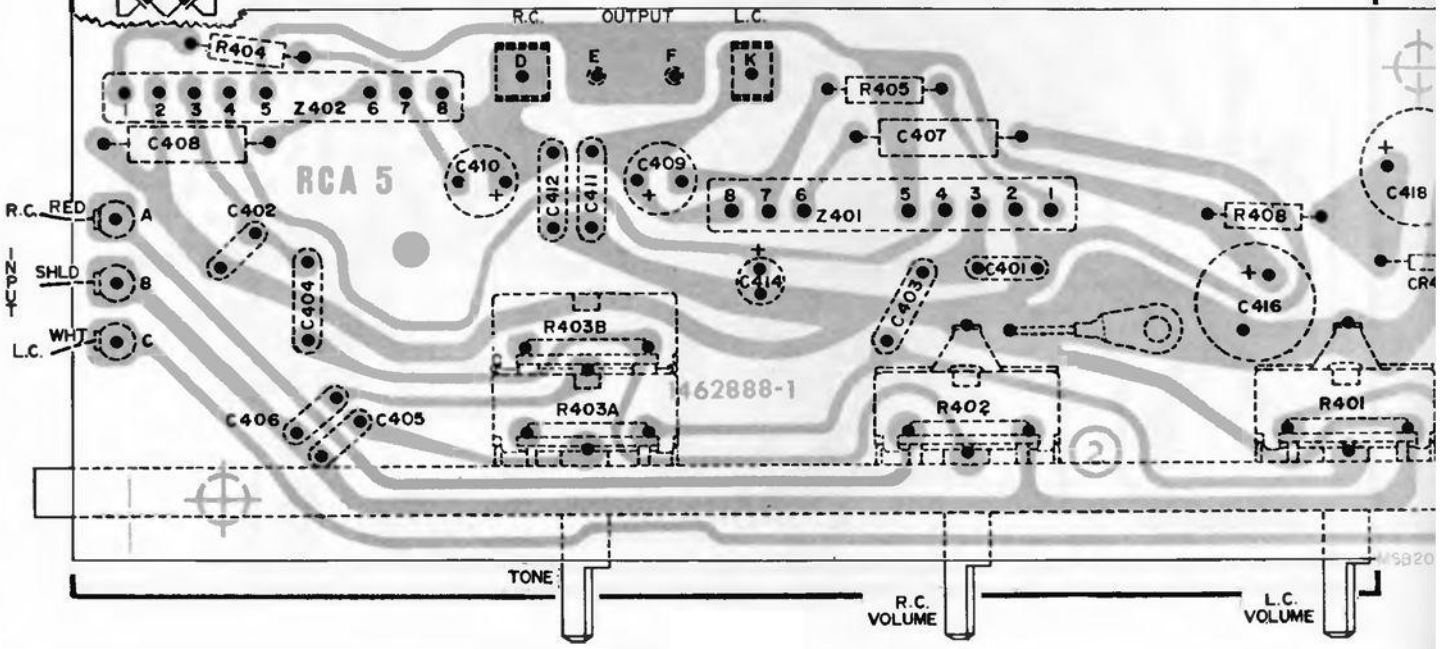 R.C. OUTPUT L.C.
R404
D E F K
R405
1 2 3 4 5 Z402 6 7 8
C408
C407
RCA 5
C410 + C412 C411 C409 +
+ C418
8 7 6 Z401 5 4 3 2 1
R408
R.C. RED A
C402
INPUT
SHLD B
C404
+ C414
C403
C401
+ C416
CR4
WHT C
L.C.
R403B
1462888-1
C406 C405
R403A
R402
R401
2
MSB20
TONE
R.C. VOLUME
L.C. VOLUME